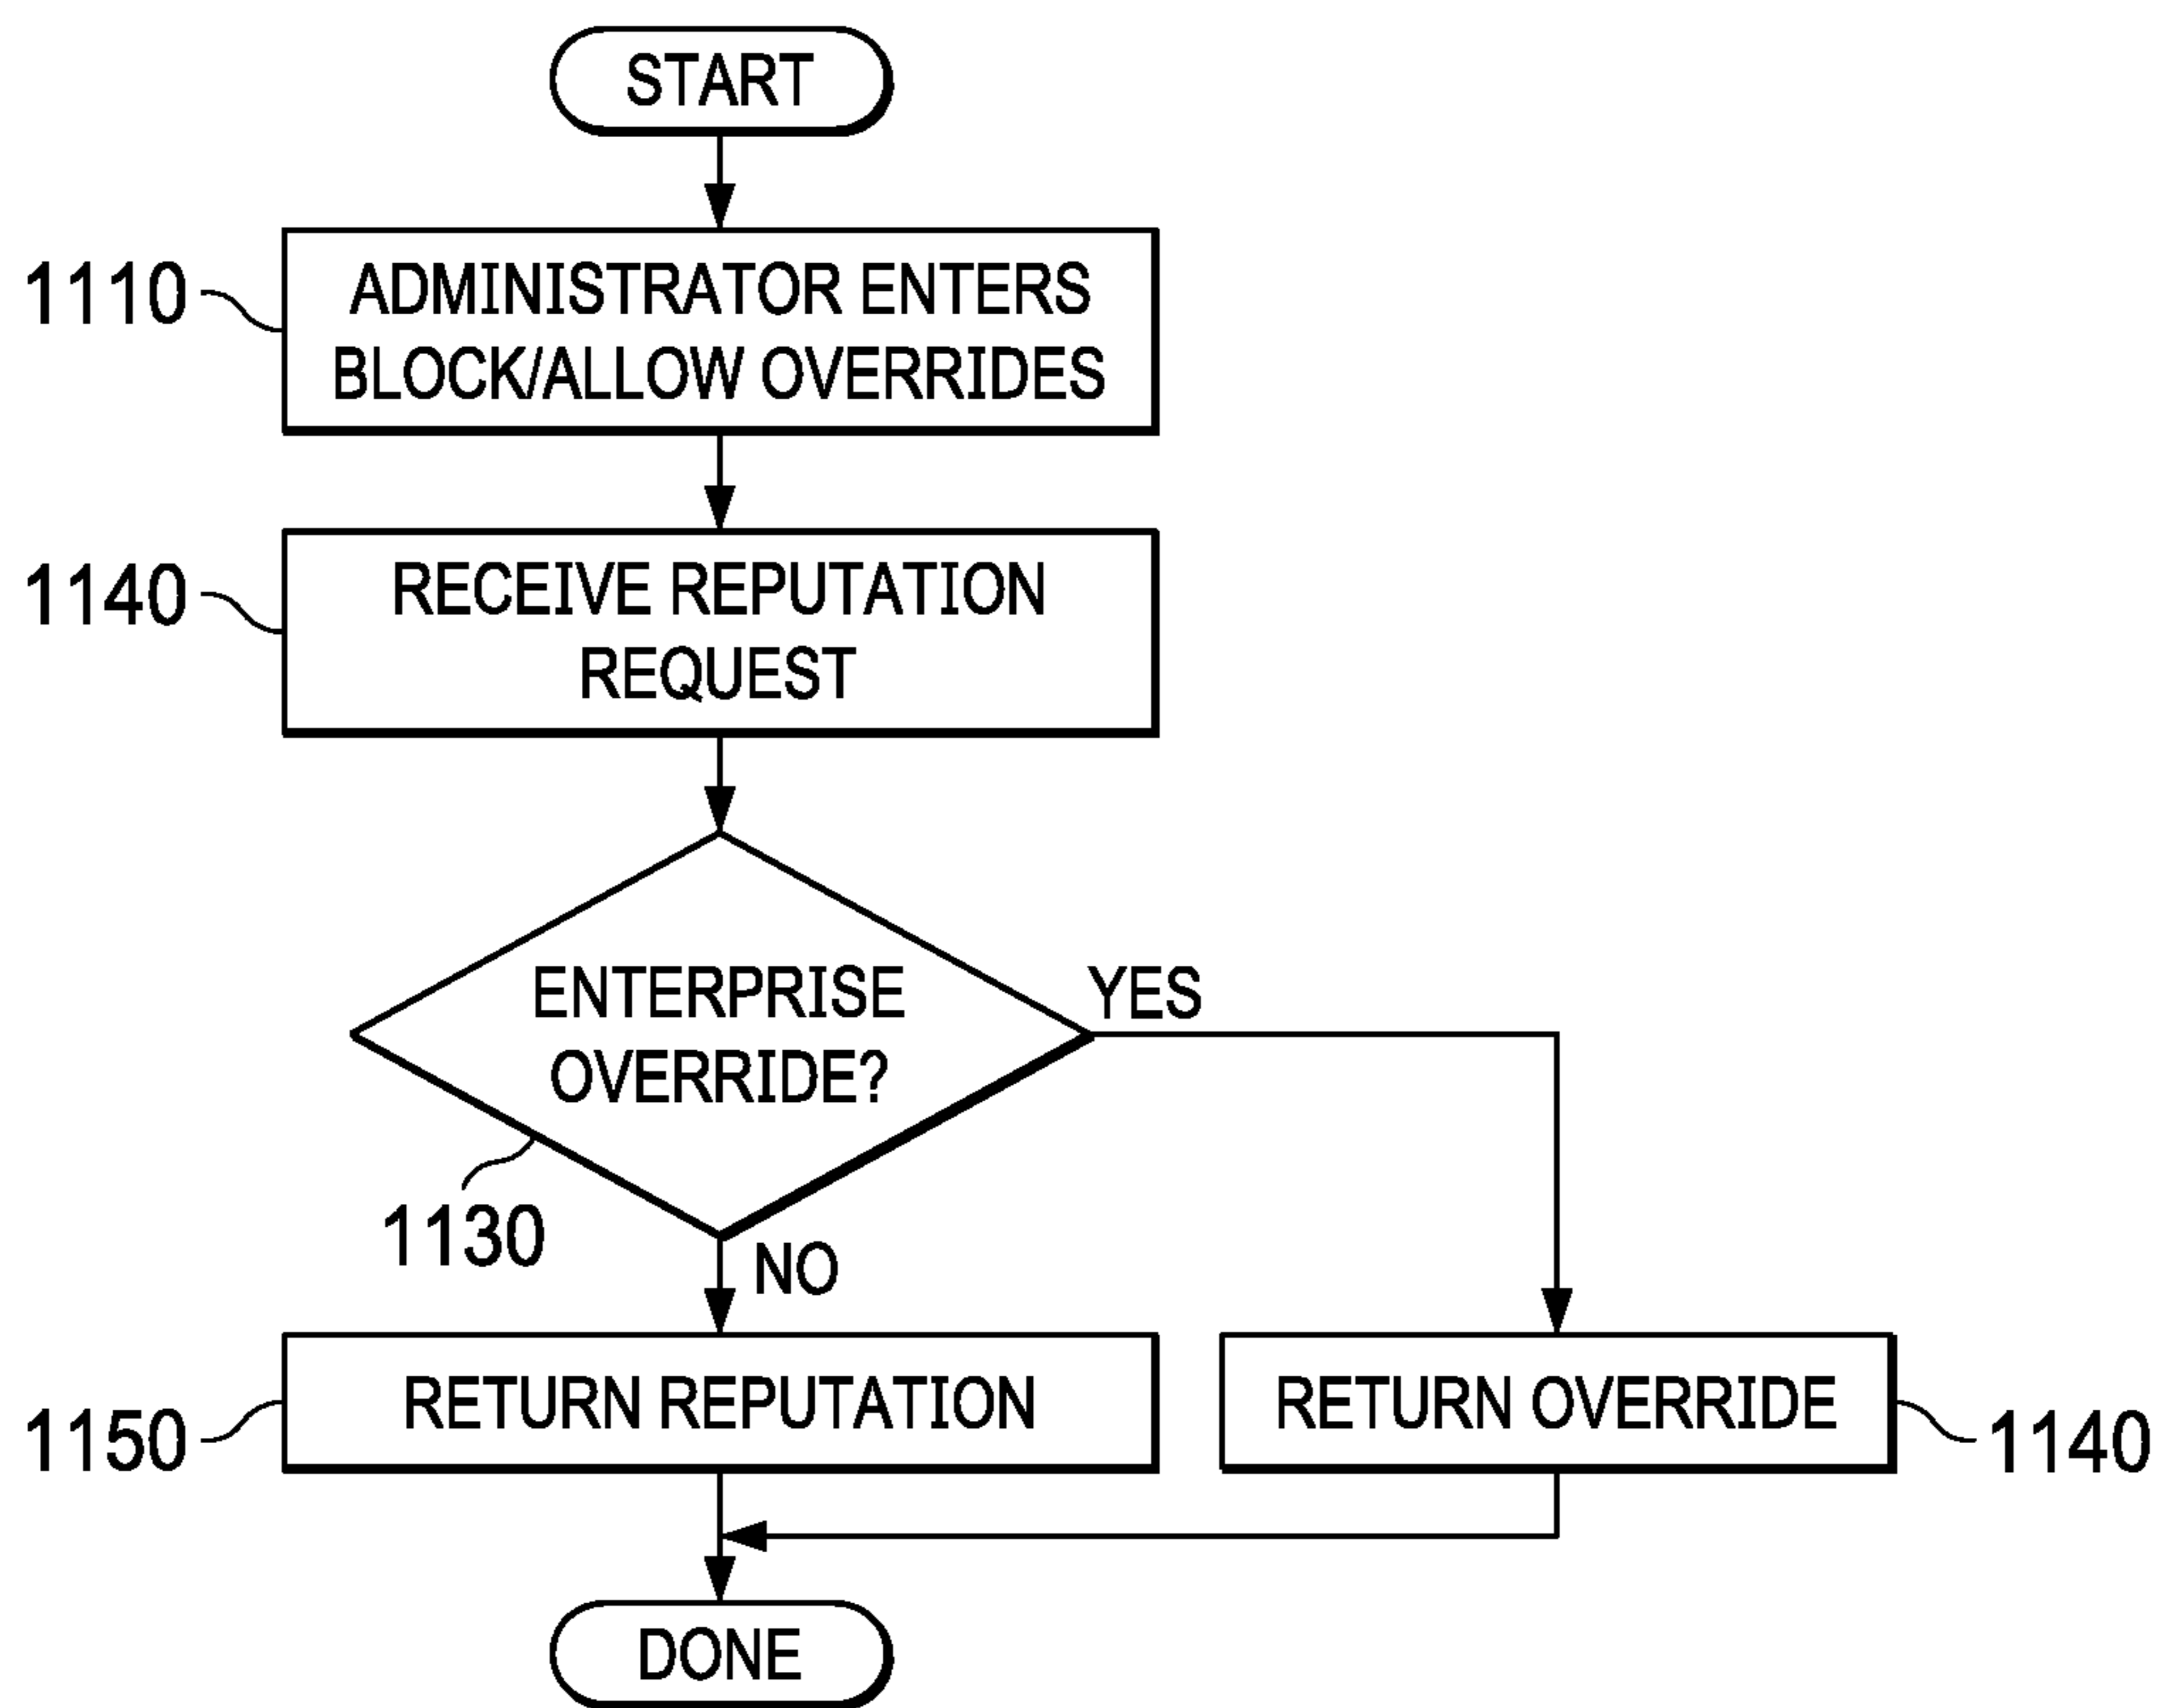 START
1110
ADMINISTRATOR ENTERS
BLOCK/ALLOW OVERRIDES
1140
RECEIVE REPUTATION
REQUEST
ENTERPRISE
OVERRIDE?
YES
1130
NO
1150
RETURN REPUTATION
RETURN OVERRIDE
1140
DONE